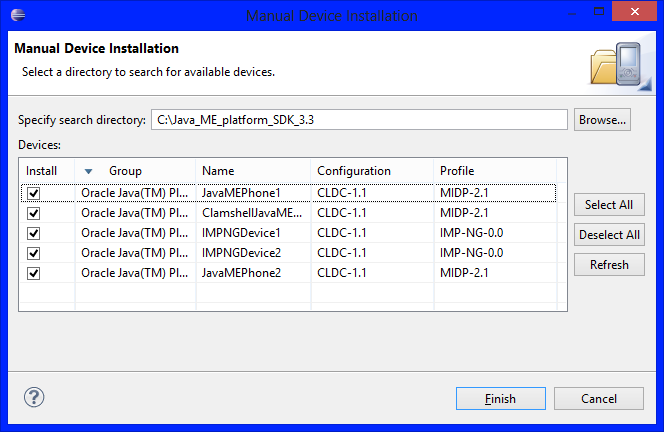 Manual Device Installation
Manual Device Installation
Select a directory to search for available devices.
Specify search directory: C:\Java_ME_platform_SDK_3.3 Browse...
Devices:
Install Group Name Configuration Profile
Oracle Java(TM) Pl... JavaMEPhone1 CLDC-1.1 MIDP-2.1
Oracle Java(TM) Pl... ClamshellJavaME... CLDC-1.1 MIDP-2.1
Oracle Java(TM) Pl... IMPNGDevice1 CLDC-1.1 IMP-NG-0.0
Oracle Java(TM) Pl... IMPNGDevice2 CLDC-1.1 IMP-NG-0.0
Oracle Java(TM) Pl... JavaMEPhone2 CLDC-1.1 MIDP-2.1
Select All
Deselect All
Refresh
Finish Cancel